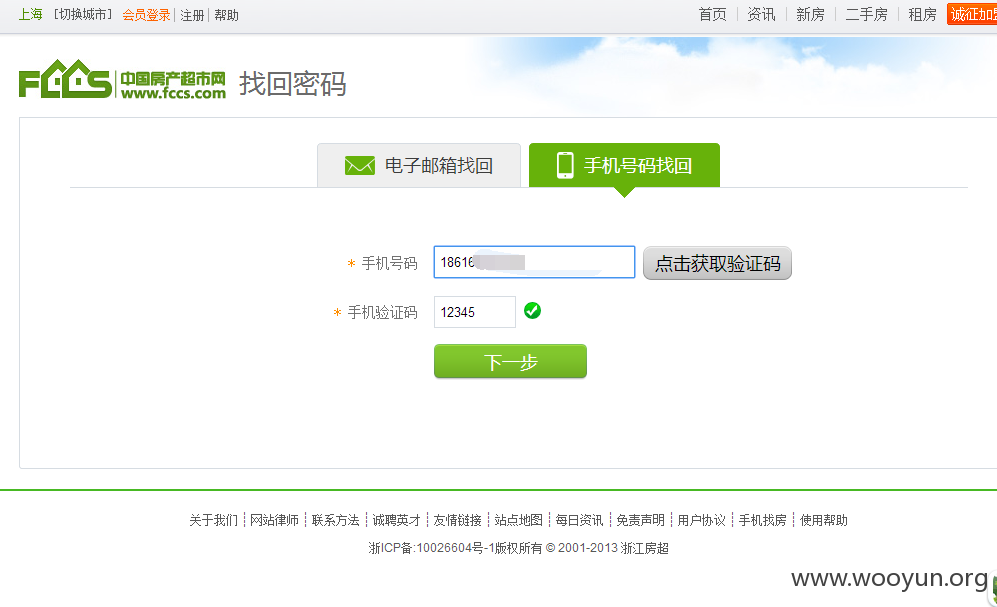 上海 [切换城市] 会员登录 | 注册 | 帮助 首页 资讯 新房 二手房 租房 诚征加盟
FCCS 中国房产超市网 找回密码
www.fccs.com
电子邮箱找回 手机号码找回
* 手机号码 18616 点击获取验证码
* 手机验证码 12345
下一步
关于我们 网站律师 联系方法 诚聘英才 友情链接 站点地图 每日资讯 免责声明 用户协议 手机找房 使用帮助
浙ICP备:10026604号-1版权所有 © 2001-2013 浙江房超
www.wooyun.org